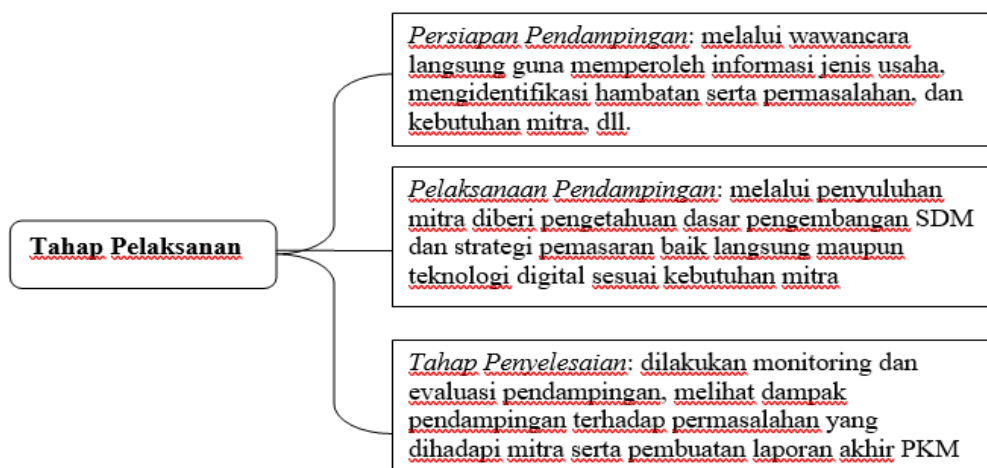 Persiapan Pendampingan: melalui wawancara
langsung guna memperoleh informasi jenis usaha,
mengidentifikasi hambatan serta permasalahan, dan
kebutuhan mitra, dll.
Tahap Pelaksanan
Pelaksanaan Pendampingan: melalui penyuluhan
mitra diberi pengetahuan dasar pengembangan SDM
dan strategi pemasaran baik langsung maupun
teknologi digital sesuai kebutuhan mitra
Tahap Penyelesaian: dilakukan monitoring dan
evaluasi pendampingan, melihat dampak
pendampingan terhadap permasalahan yang
dihadapi mitra serta pembuatan laporan akhir PKM